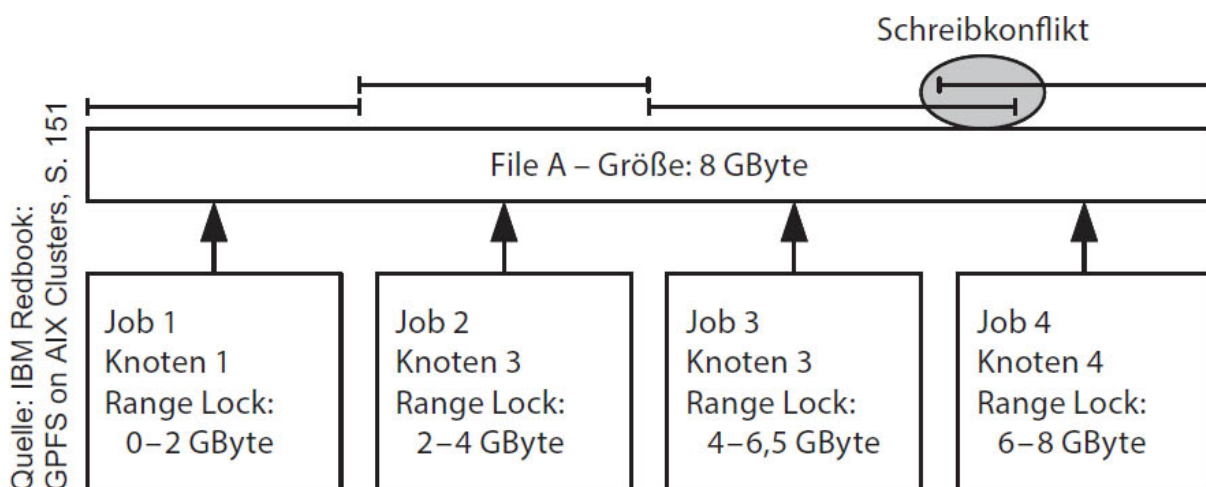 Schreibkonflikt
File A – Größe: 8 GByte
Job 1
Knoten 1
Range Lock:
0–2 GByte
Job 2
Knoten 3
Range Lock:
2–4 GByte
Job 3
Knoten 3
Range Lock:
4–6,5 GByte
Job 4
Knoten 4
Range Lock:
6–8 GByte
Quelle: IBM Redbook:
GPFS on AIX Clusters, S. 151